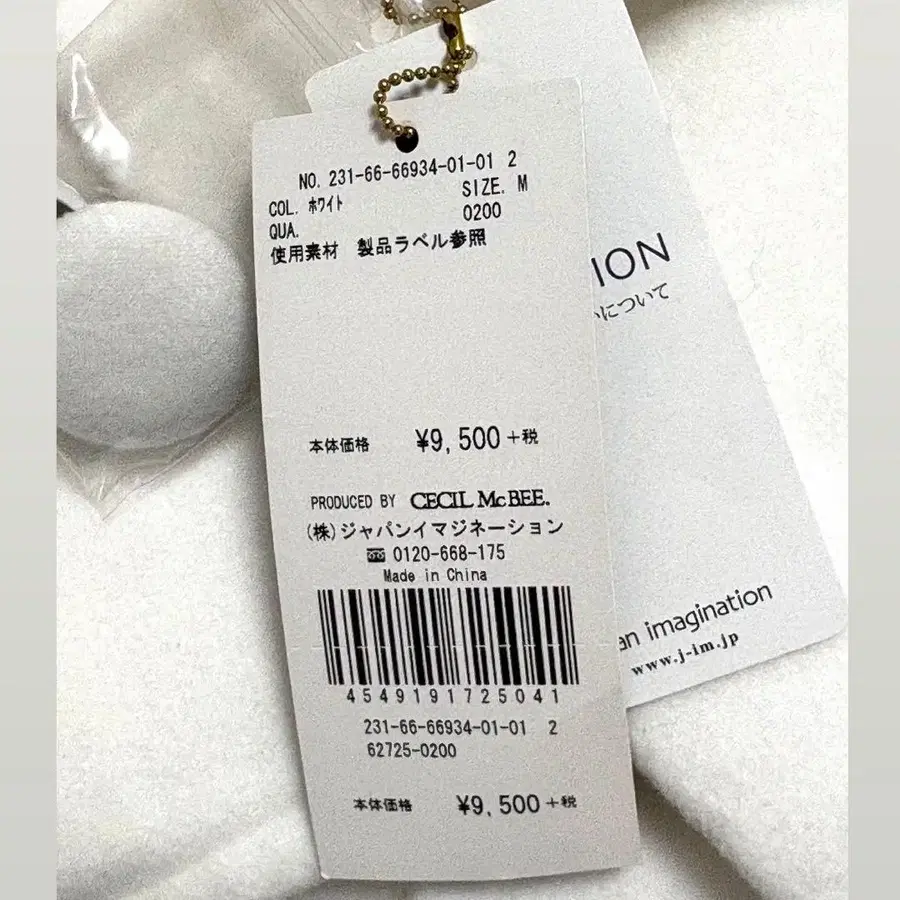 NO. 231-66-66934-01-01 2
COL. ホワイト SIZE. M
QUA. 0200
使用素材 製品ラベル参照
本体価格 ¥9,500+税
PRODUCED BY CECIL McBEE.
(株)ジャパンイマジネーション
0120-668-175
Made in China
4549191725041
231-66-66934-01-01 2
62725-0200
本体価格 ¥9,500+税
ION
について
an imagination
www.j-im.jp